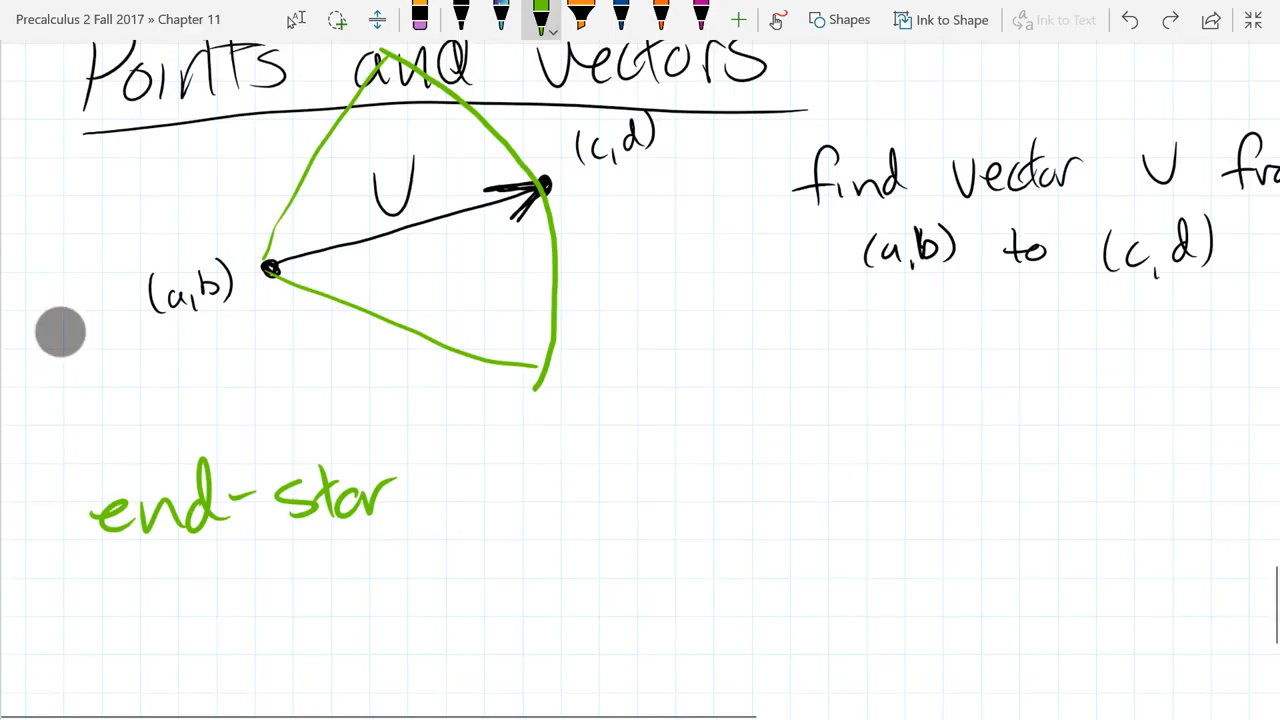 Precalculus 2 Fall 2017 » Chapter 11
Shapes
Ink to Shape
Ink to Text
Points and Vectors
(c,d)
U
(a,b)
find vector U fro
(a,b) to (c,d)
end-star